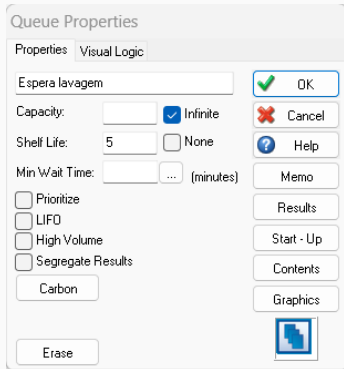 Queue Properties
Properties Visual Logic
Espera lavagem
Capacity: Infinite
Shelf Life: 5 None
Min Wait Time: ... (minutes)
Prioritize
LIFO
High Volume
Segregate Results
Carbon
Erase
OK
Cancel
Help
Memo
Results
Start - Up
Contents
Graphics